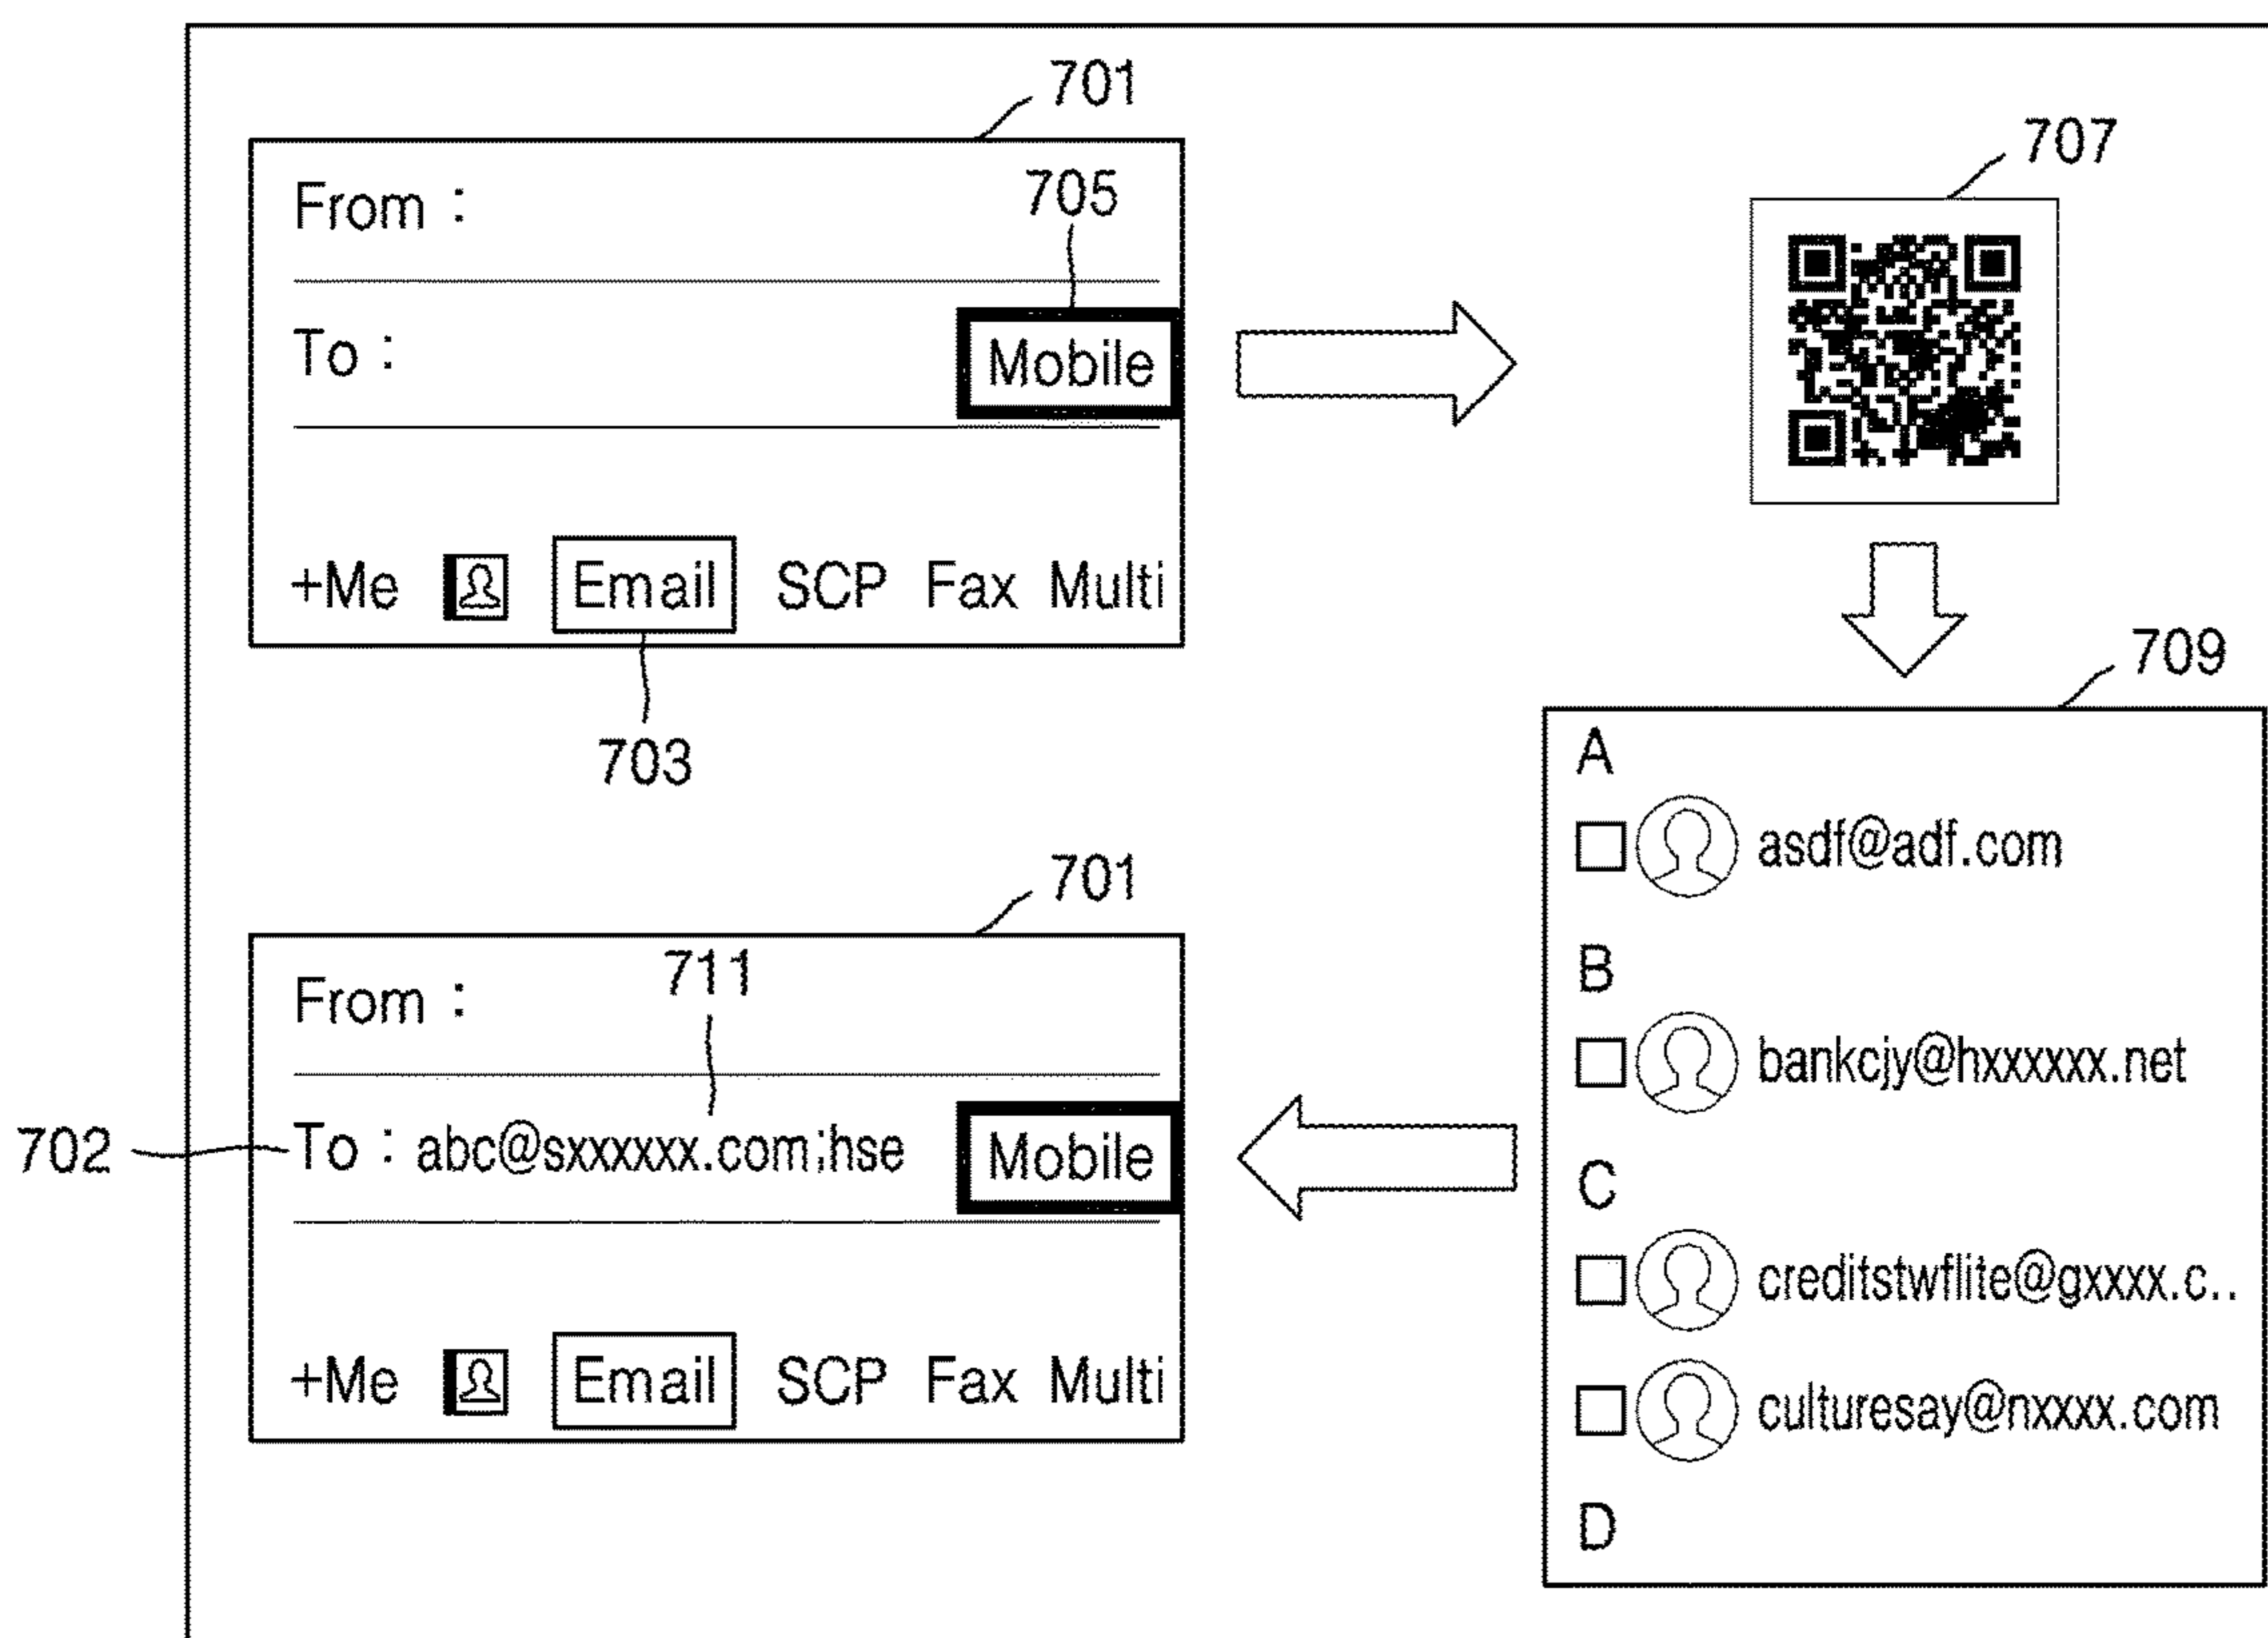 701
705
From :
To :
Mobile
+Me Email SCP Fax Multi
703
707
709
A
asdf@adf.com
B
bankcjy@hxxxxxx.net
C
creditstwflite@gxxxx.c..
culturesay@nxxxx.com
D
701
711
From :
702
To : abc@sxxxxxx.com;hse
Mobile
+Me Email SCP Fax Multi